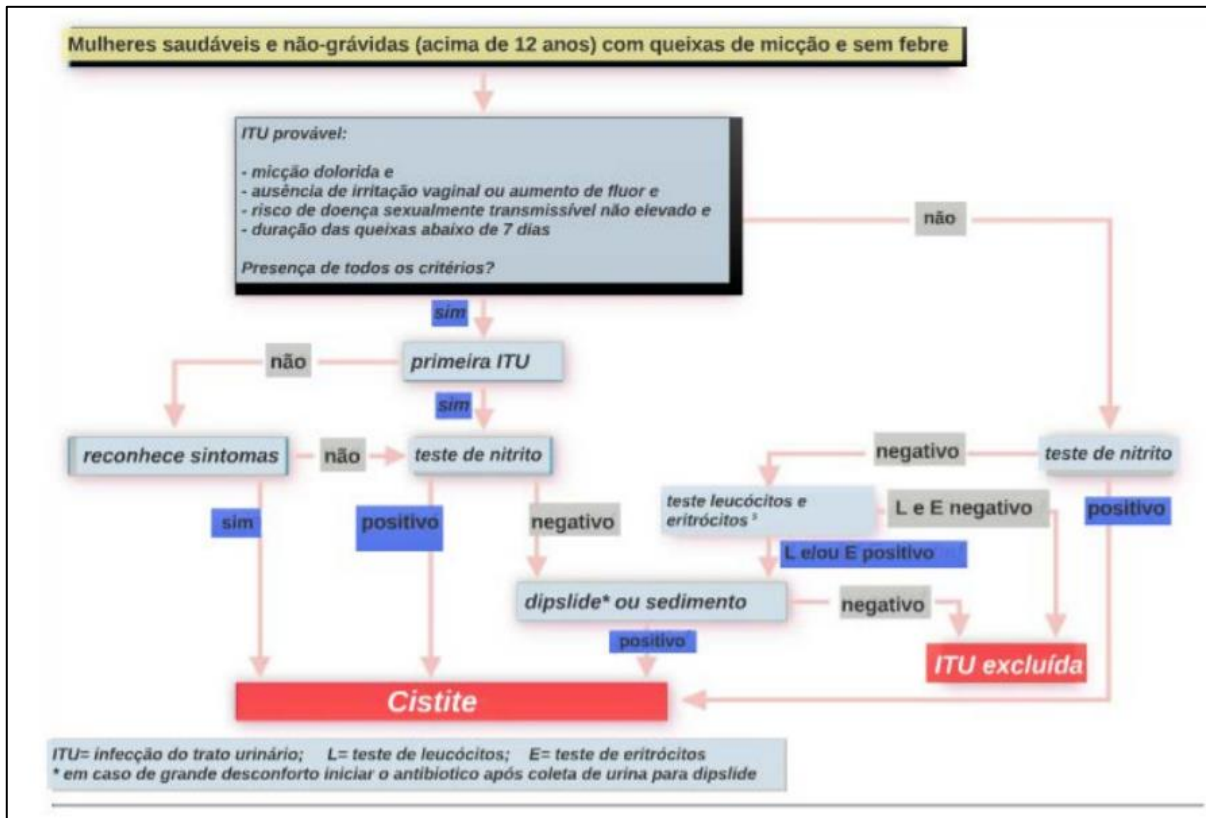 Mulheres saudáveis e não-grávidas (acima de 12 anos) com queixas de micção e sem febre
ITU provável:
- micção dolorida e
- ausência de irritação vaginal ou aumento de fluor e
- risco de doença sexualmente transmissível não elevado e
- duração das queixas abaixo de 7 dias
Presença de todos os critérios?
não
sim
não
primeira ITU
sim
reconhece sintomas
não
teste de nitrito
negativo
teste de nitrito
sim
positivo
negativo
teste leucócitos e
eritrócitos
L e E negativo
positivo
L e/ou E positivo
dipslide* ou sedimento
negativo
positivo
ITU excluída
Cistite
ITU= infecção do trato urinário; L= teste de leucócitos; E= teste de eritrócitos
* em caso de grande desconforto iniciar o antibiotico após coleta de urina para dipslide